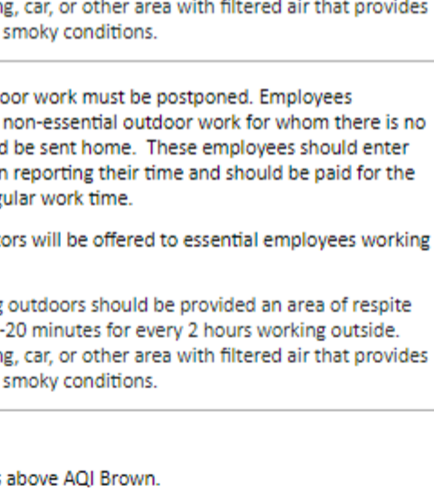 ng, car, or other area with filtered air that provides
smoky conditions.
oor work must be postponed. Employees
non-essential outdoor work for whom there is no
d be sent home. These employees should enter
n reporting their time and should be paid for the
gular work time.
tors will be offered to essential employees working
g outdoors should be provided an area of respite
-20 minutes for every 2 hours working outside.
ng, car, or other area with filtered air that provides
smoky conditions.
s above AQI Brown.